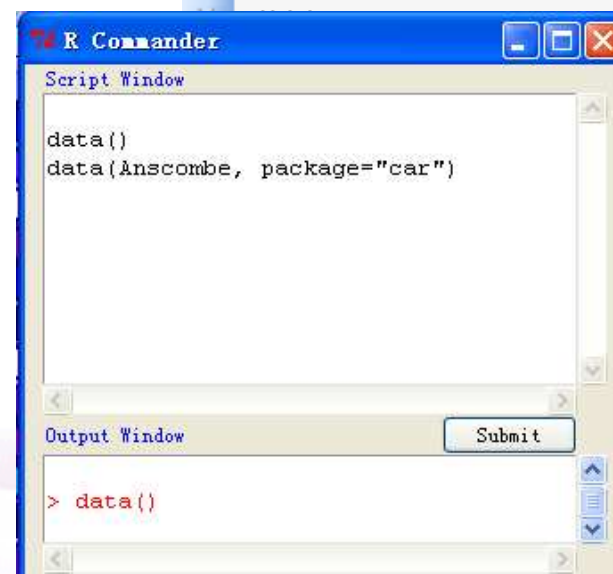 R Commander
Script Window
data()
data(Anscombe, package="car")
Output Window
Submit
> data()